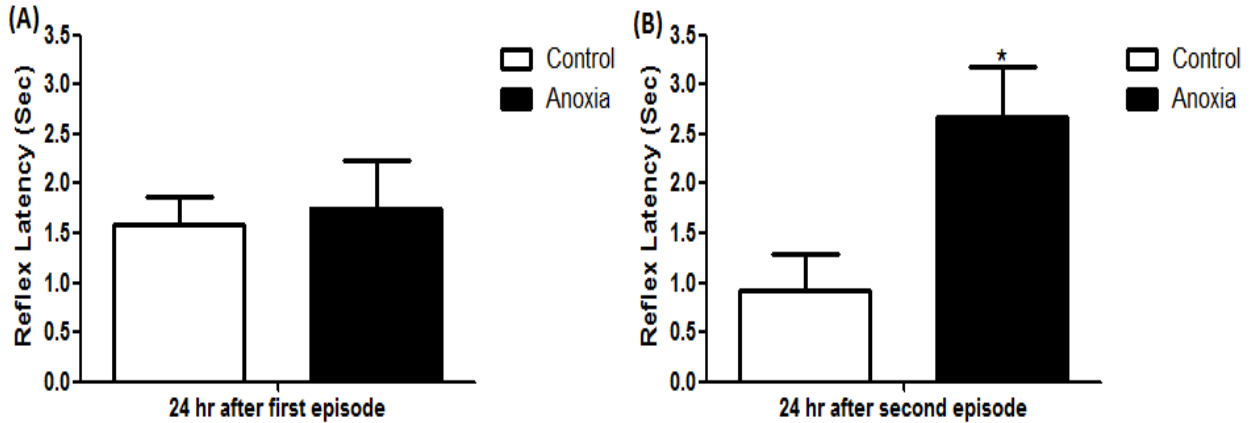 (A)
Reflex Latency (Sec)
3.5
3.0
2.5
2.0
1.5
1.0
0.5
0.0
24 hr after first episode
Control
Anoxia
(B)
Reflex Latency (Sec)
3.5
3.0
2.5
2.0
1.5
1.0
0.5
0.0
*
24 hr after second episode
Control
Anoxia